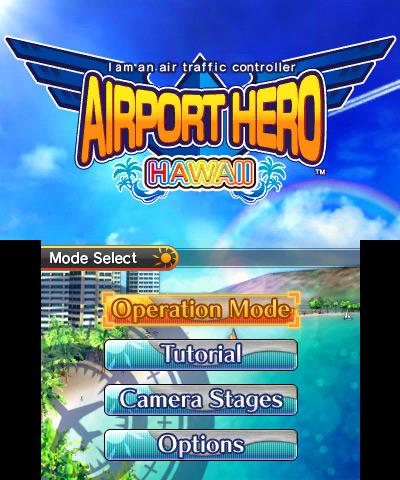 I am an air traffic controller
AIRPORT HERO
HAWAII
TM
Mode Select
Operation Mode
Tutorial
Camera Stages
Options